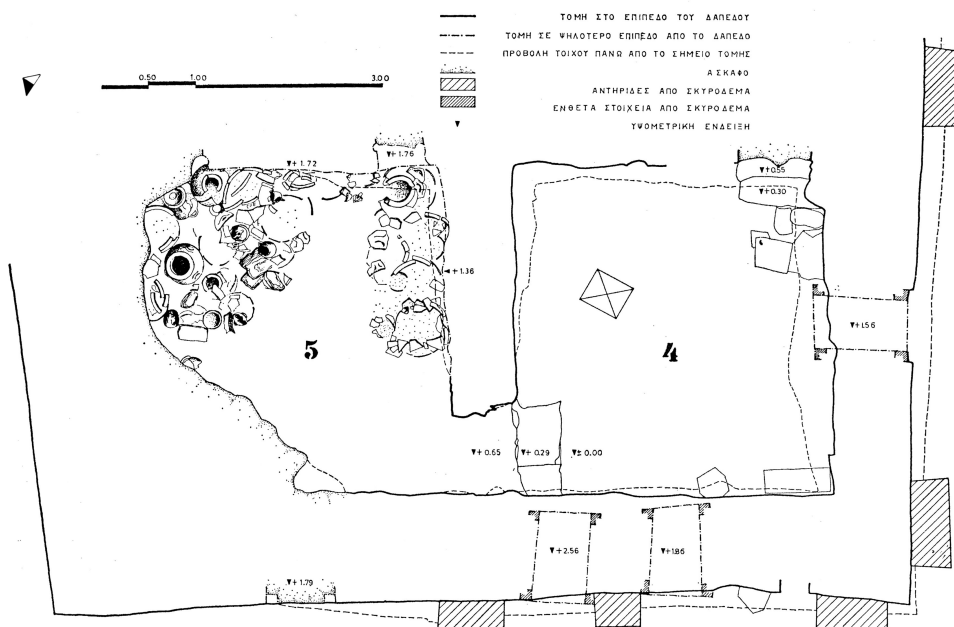 ΤΟΜΗ ΣΤΟ ΕΠΙΠΕΔΟ ΤΟΥ ΔΑΠΕΔΟΥ
ΤΟΜΗ ΣΕ ΨΗΛΟΤΕΡΟ ΕΠΙΠΕΔΟ ΑΠΟ ΤΟ ΔΑΠΕΔΟ
ΠΡΟΒΟΛΗ ΤΟΙΧΟΥ ΠΑΝΩ ΑΠΟ ΤΟ ΣΗΜΕΙΟ ΤΟΜΗΣ
ΑΣΚΑΦΟ
ΑΝΤΗΡΙΔΕΣ ΑΠΟ ΣΚΥΡΟΔΕΜΑ
ΕΝΘΕΤΑ ΣΤΟΙΧΕΙΑ ΑΠΟ ΣΚΥΡΟΔΕΜΑ
ΥΨΟΜΕΤΡΙΚΗ ΕΝΔΕΙΞΗ
0.50 1.00 3.00
▼+1.76
▼+1.72
▼+0.55
▼+0.30
◄+1.36
▼+1.56
5 4
▼+0.65 ▼+0.29 ▼±0.00
▼+2.56 ▼+1.86
▼+1.79